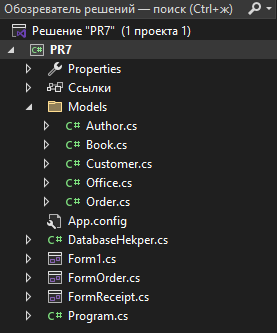 Обозреватель решений — поиск (Ctrl+ж)
Решение "PR7" (1 проекта 1)
C# PR7
Properties
Ссылки
Models
C# Author.cs
C# Book.cs
C# Customer.cs
C# Office.cs
C# Order.cs
App.config
C# DatabaseHekper.cs
Form1.cs
FormOrder.cs
FormReceipt.cs
C# Program.cs